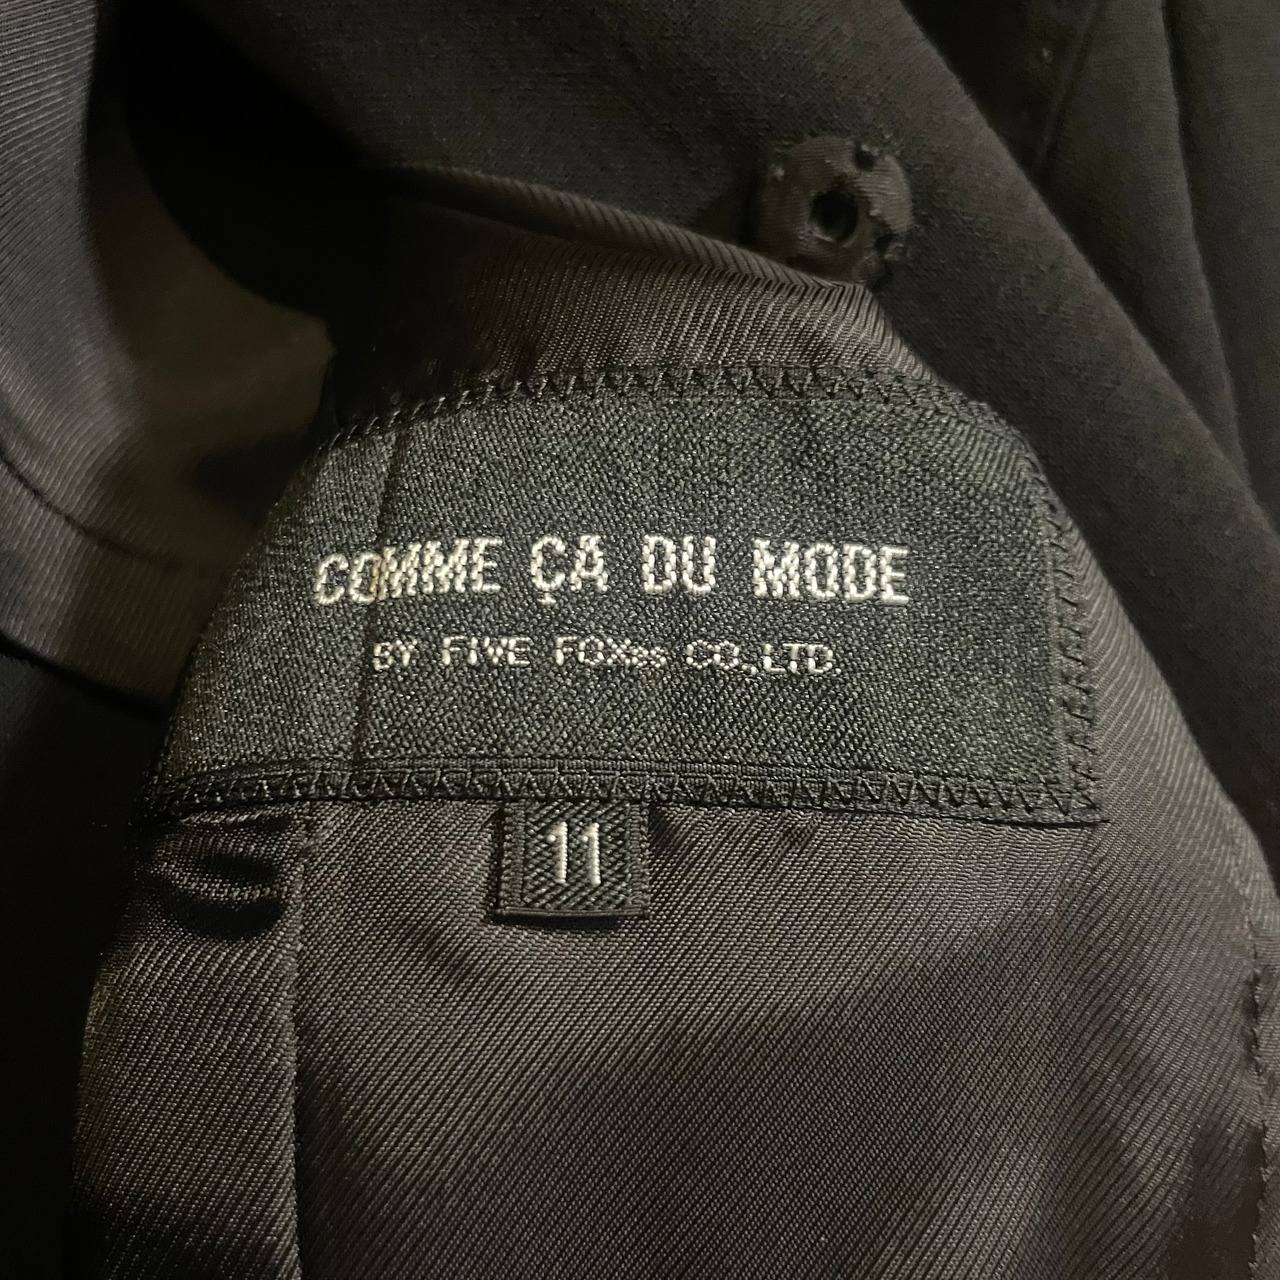 COMME ÇA DU MODE
BY FIVE FOXes CO.,LTD
11